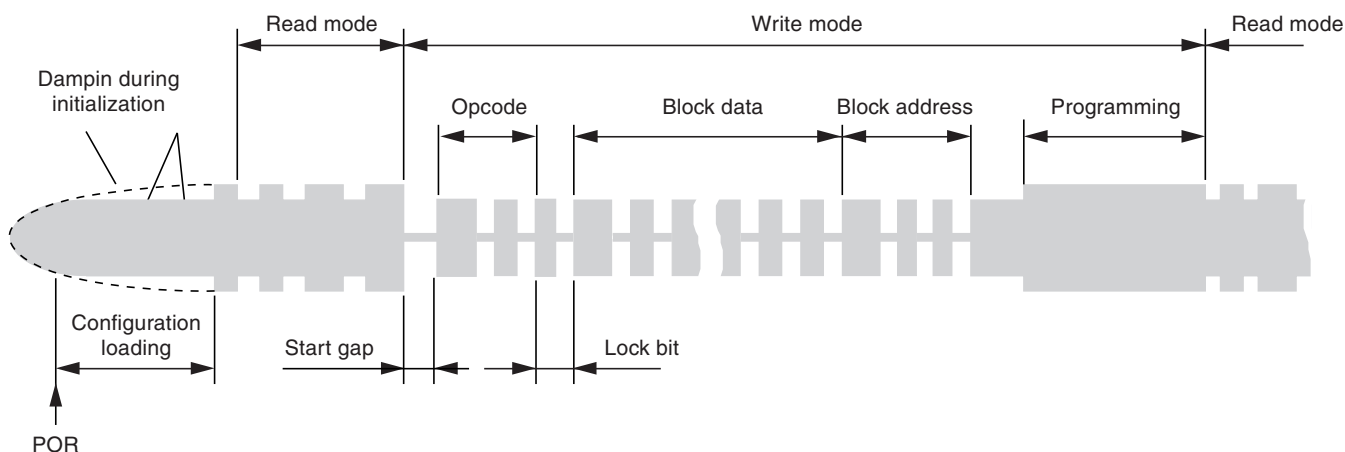 Read mode
Write mode
Read mode
Dampin during
initialization
Opcode
Block data
Block address
Programming
Configuration
loading
Start gap
Lock bit
POR